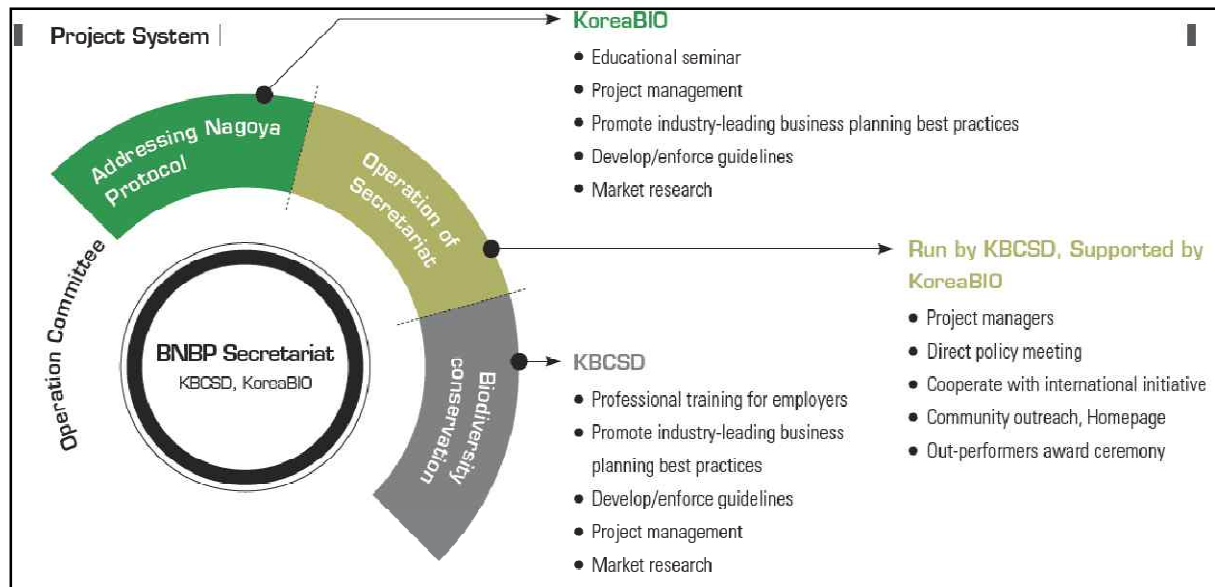 Project System
KoreaBIO
● Educational seminar
● Project management
● Promote industry-leading business planning best practices
● Develop/enforce guidelines
● Market research
Addressing Nagoya
Protocol
Operation of
Secretariat
Biodiversity
conservation
Operation Committee
BNBP Secretariat
KBCSD, KoreaBIO
Run by KBCSD, Supported by
KoreaBIO
● Project managers
● Direct policy meeting
● Cooperate with international initiative
● Community outreach, Homepage
● Out-performers award ceremony
KBCSD
● Professional training for employers
● Promote industry-leading business
planning best practices
● Develop/enforce guidelines
● Project management
● Market research